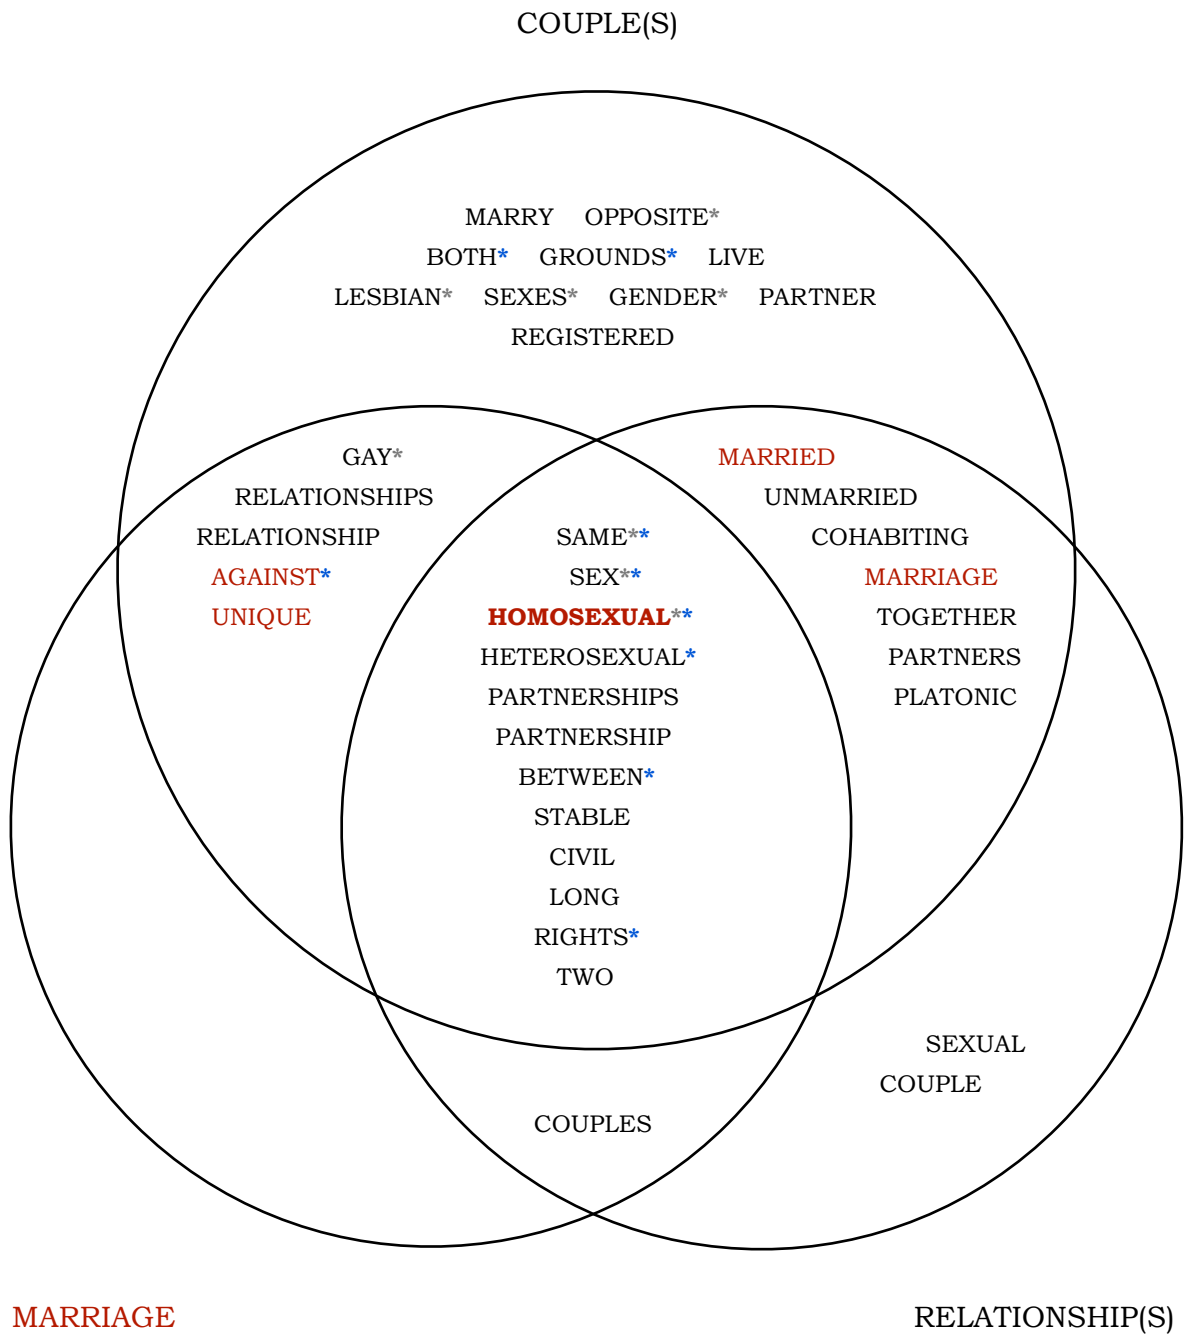 COUPLE(S)
MARRY OPPOSITE*
BOTH* GROUNDS* LIVE
LESBIAN* SEXES* GENDER* PARTNER
REGISTERED
GAY*
RELATIONSHIPS
RELATIONSHIP
AGAINST*
UNIQUE
SAME**
SEX**
HOMOSEXUAL**
HETEROSEXUAL*
PARTNERSHIPS
PARTNERSHIP
BETWEEN*
STABLE
CIVIL
LONG
RIGHTS*
TWO
MARRIED
UNMARRIED
COHABITING
MARRIAGE
TOGETHER
PARTNERS
PLATONIC
SEXUAL
COUPLE
COUPLES
MARRIAGE
RELATIONSHIP(S)